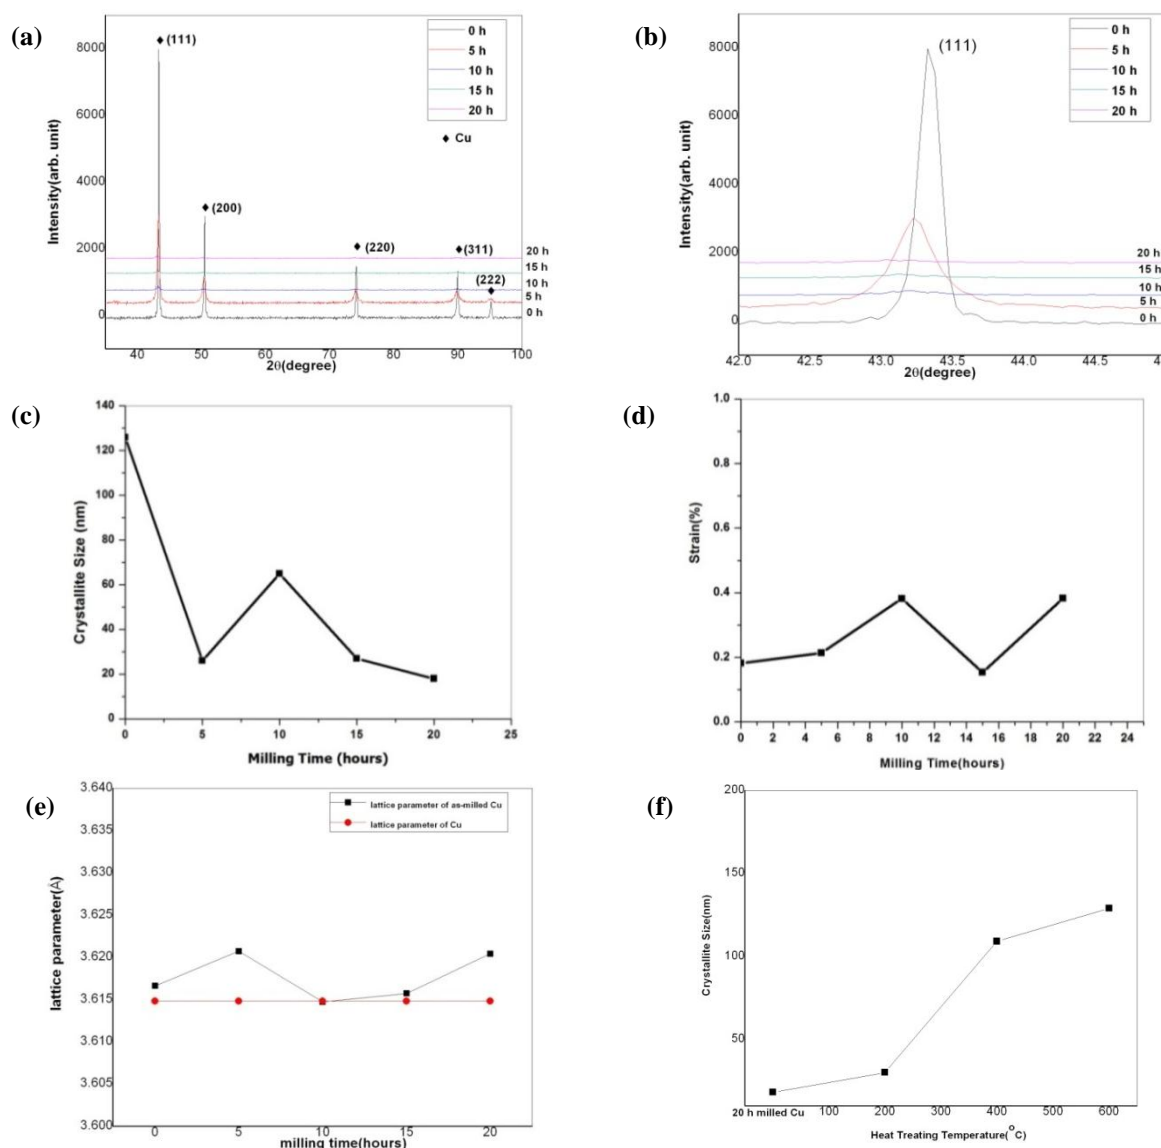 (a)
0 h
5 h
10 h
15 h
20 h
Cu
(111)
(200)
(220)
(311)
(222)
20 h
15 h
10 h
5 h
0 h
8000
6000
4000
2000
0
Intensity(arb. unit)
40 50 60 70 80 90 100
2θ(degree)
(b)
0 h
5 h
10 h
15 h
20 h
(111)
20 h
15 h
10 h
5 h
0 h
8000
6000
4000
2000
0
Intensity(arb. unit)
42.0 42.5 43.0 43.5 44.0 44.5
2θ(degree)
(c)
140
120
100
80
60
40
20
0
Crystallite Size (nm)
0 5 10 15 20 25
Milling Time (hours)
(d)
1.0
0.8
0.6
0.4
0.2
0.0
Strain(%)
0 2 4 6 8 10 12 14 16 18 20 22 24
Milling Time(hours)
(e)
lattice parameter of as-milled Cu
lattice parameter of Cu
3.640
3.635
3.630
3.625
3.620
3.615
3.610
3.605
3.600
lattice parameter(Å)
0 5 10 15 20
milling time(hours)
(f)
200
150
100
50
Crystallite Size(nm)
20 h milled Cu 100 200 300 400 500 600
Heat Treating Temperature(°C)